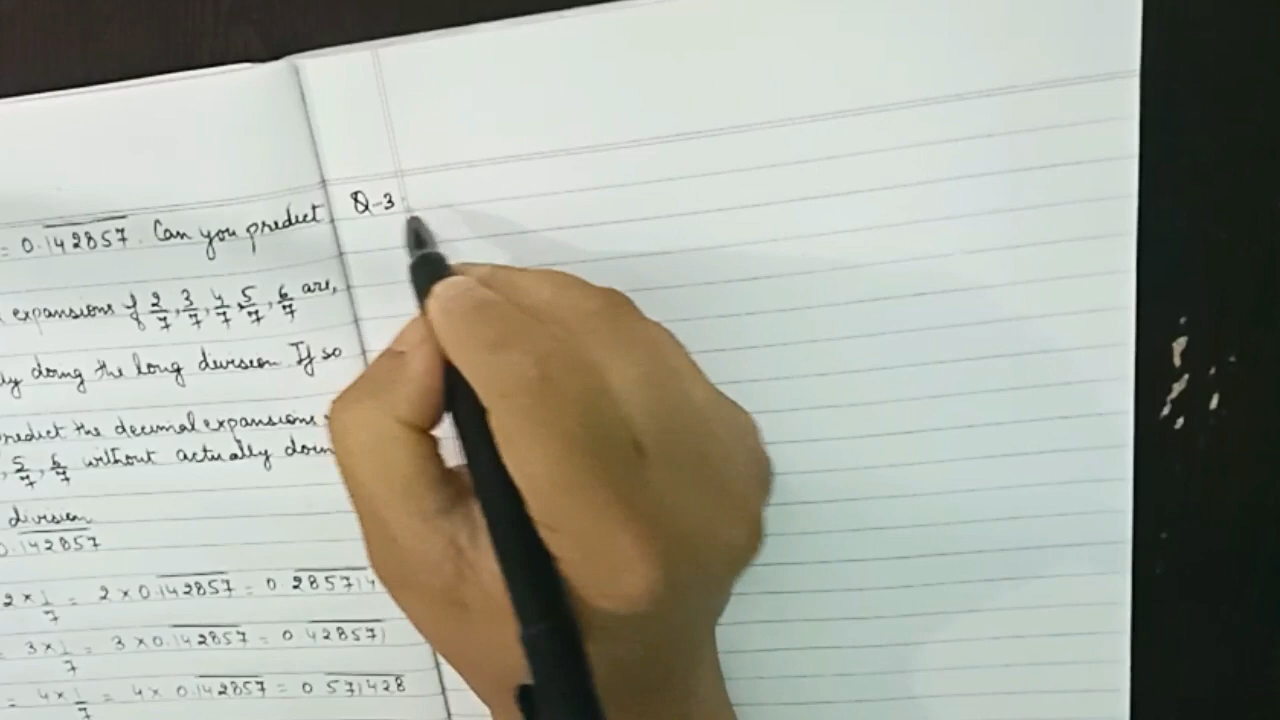 = 0.142857. Can you predict
expansions of 2/7, 3/7, 4/7, 5/7, 6/7 are,
doing the long division If so
predict the decimal expansions
, 5/7, 6/7 without actually doin
division
0.142857
2 × 1/7 = 2 × 0.142857 = 0.285714
= 3 × 1/7 = 3 × 0.142857 = 0.428571
= 4 × 1/7 = 4 × 0.142857 = 0.571428
Q-3